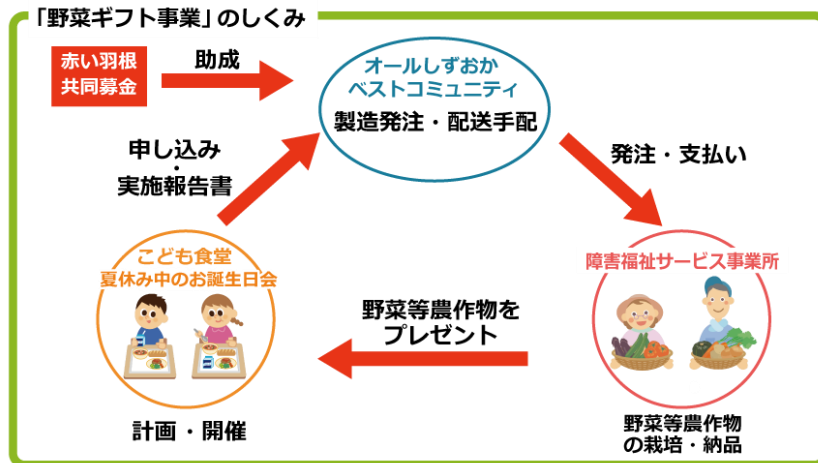 「野菜ギフト事業」のしくみ
赤い羽根
共同募金
助成
オールしずおか
ベストコミュニティ
製造発注・配送手配
申し込み
・
実施報告書
発注・支払い
こども食堂
夏休み中のお誕生日会
障害福祉サービス事業所
野菜等農作物を
プレゼント
計画・開催
野菜等農作物
の栽培・納品